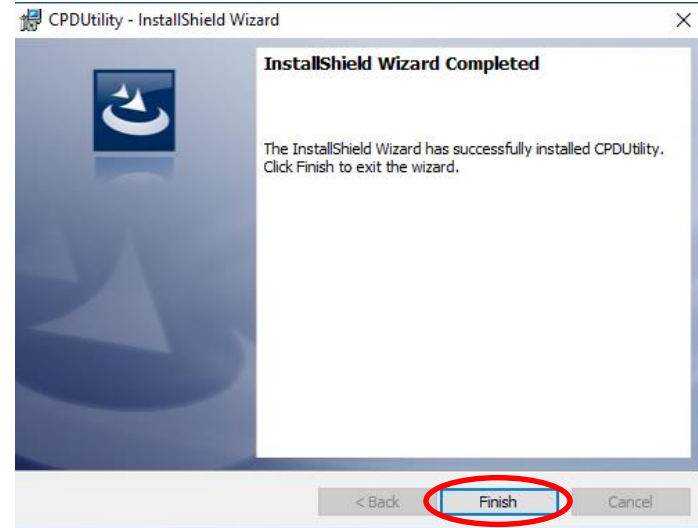 CPDUtility - InstallShield Wizard
InstallShield Wizard Completed
The InstallShield Wizard has successfully installed CPDUtility.
Click Finish to exit the wizard.
< Back Finish Cancel